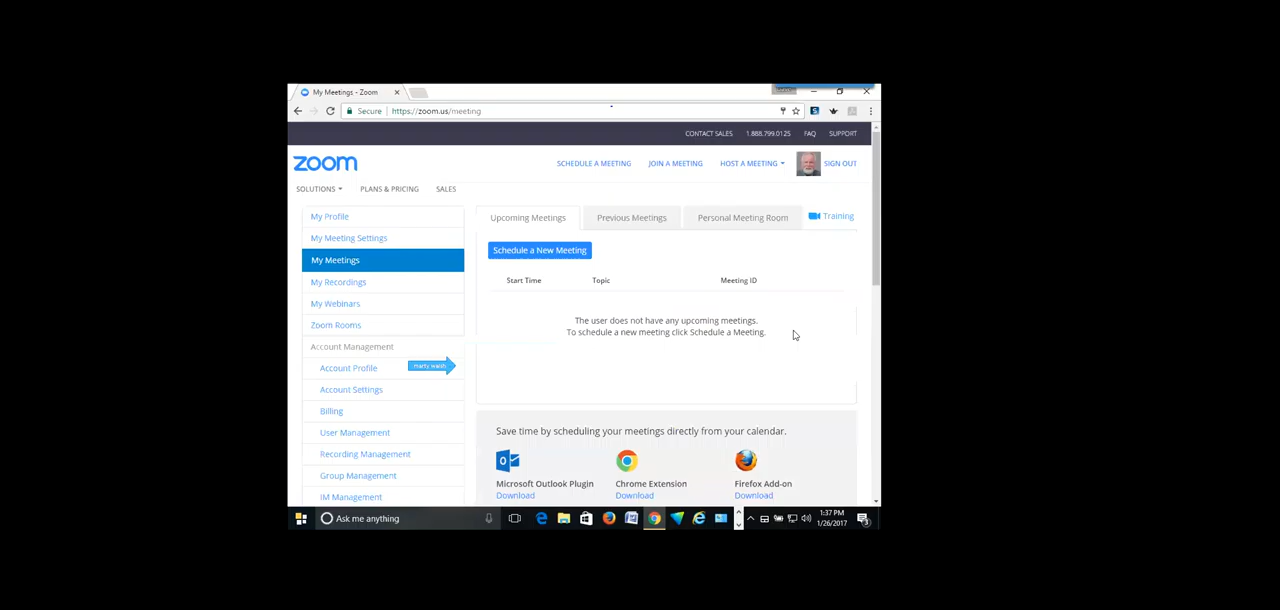 My Meetings - Zoom
Secure https://zoom.us/meeting
CONTACT SALES 1.888.799.0125 FAQ SUPPORT
zoom SCHEDULE A MEETING JOIN A MEETING HOST A MEETING SIGN OUT
SOLUTIONS PLANS & PRICING SALES
My Profile
My Meeting Settings
My Meetings
My Recordings
My Webinars
Zoom Rooms
Account Management
Account Profile
Account Settings
Billing
User Management
Recording Management
Group Management
IM Management
Upcoming Meetings Previous Meetings Personal Meeting Room Training
Schedule a New Meeting
Start Time Topic Meeting ID
The user does not have any upcoming meetings.
To schedule a new meeting click Schedule a Meeting.
Save time by scheduling your meetings directly from your calendar.
Microsoft Outlook Plugin Chrome Extension Firefox Add-on
Download Download Download
Ask me anything
1:37 PM
1/26/2017